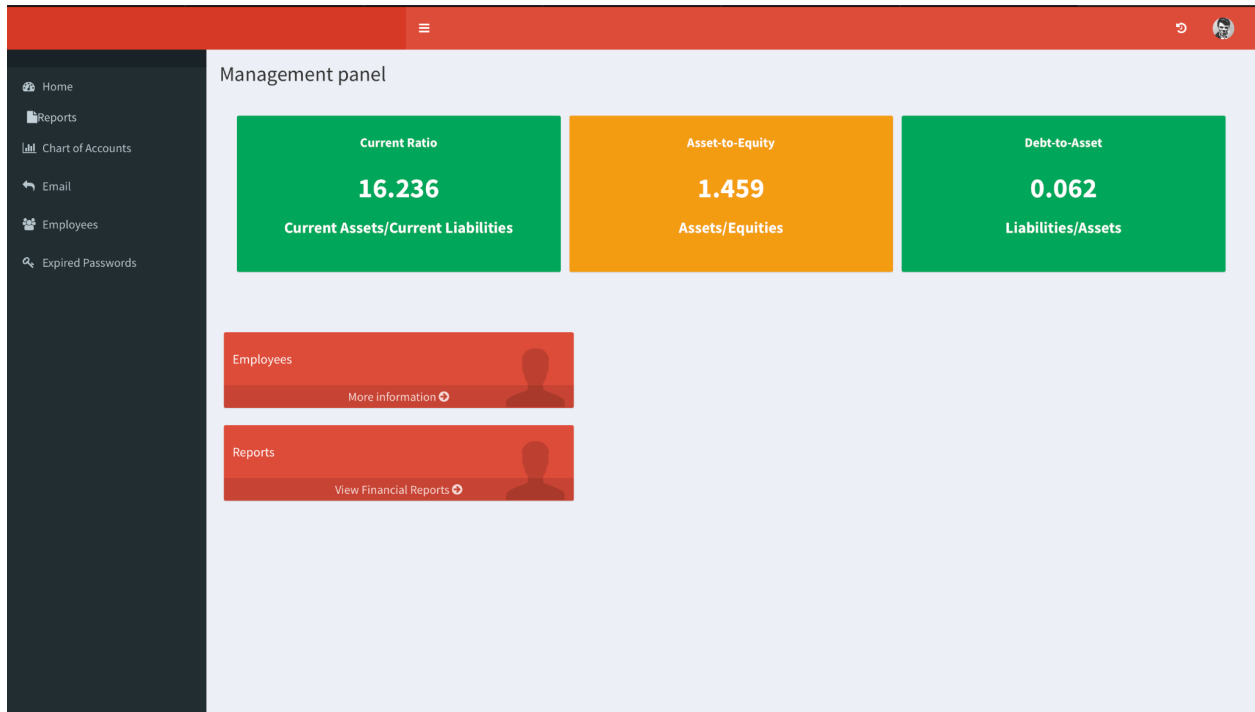 Home
Reports
Chart of Accounts
Email
Employees
Expired Passwords
Management panel
Current Ratio
16.236
Current Assets/Current Liabilities
Asset-to-Equity
1.459
Assets/Equities
Debt-to-Asset
0.062
Liabilities/Assets
Employees
More information
Reports
View Financial Reports